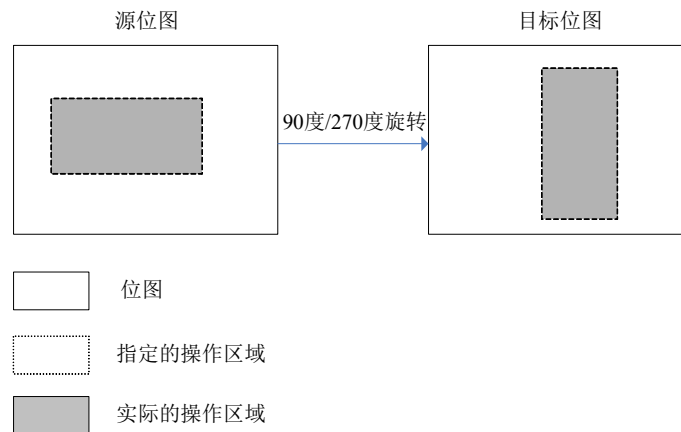 源位图
目标位图
90度/270度旋转
位图
指定的操作区域
实际的操作区域